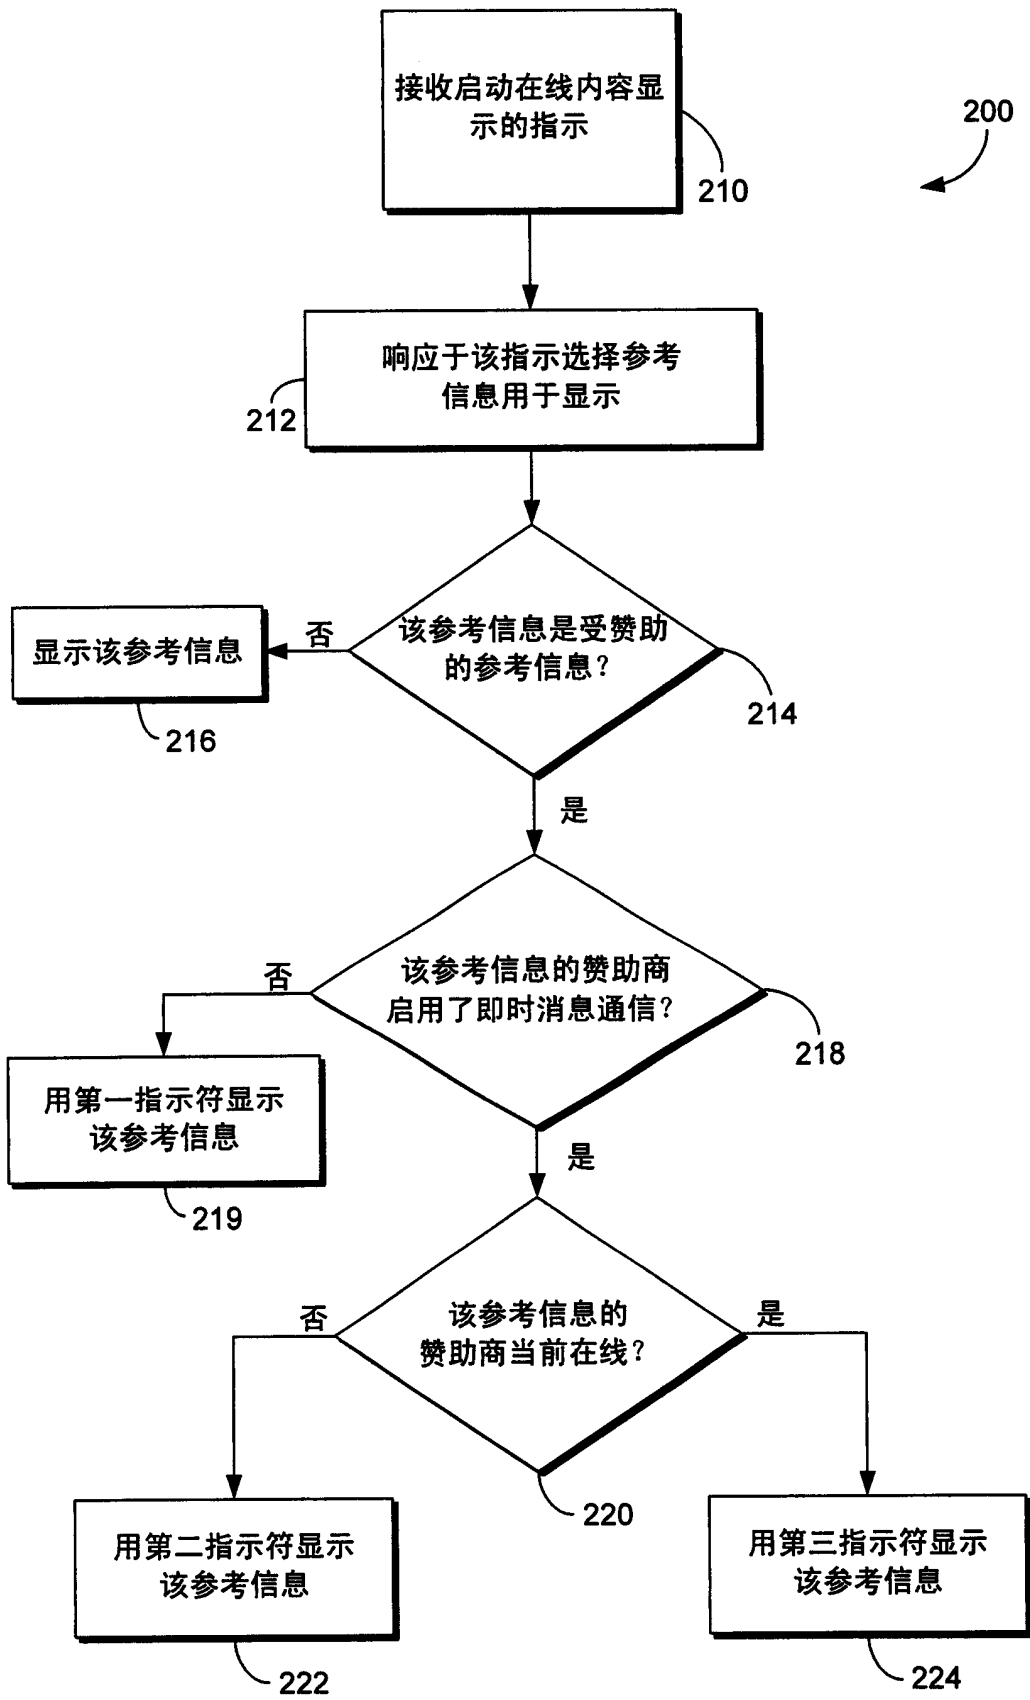 接收启动在线内容显
示的指示
200
210
响应于该指示选择参考
信息用于显示
212
该参考信息是受赞助
的参考信息？
否
显示该参考信息
214
216
是
该参考信息的赞助商
启用了即时消息通信？
否
218
用第一指示符显示
该参考信息
是
219
该参考信息的
赞助商当前在线？
否
是
220
用第二指示符显示
该参考信息
用第三指示符显示
该参考信息
222
224